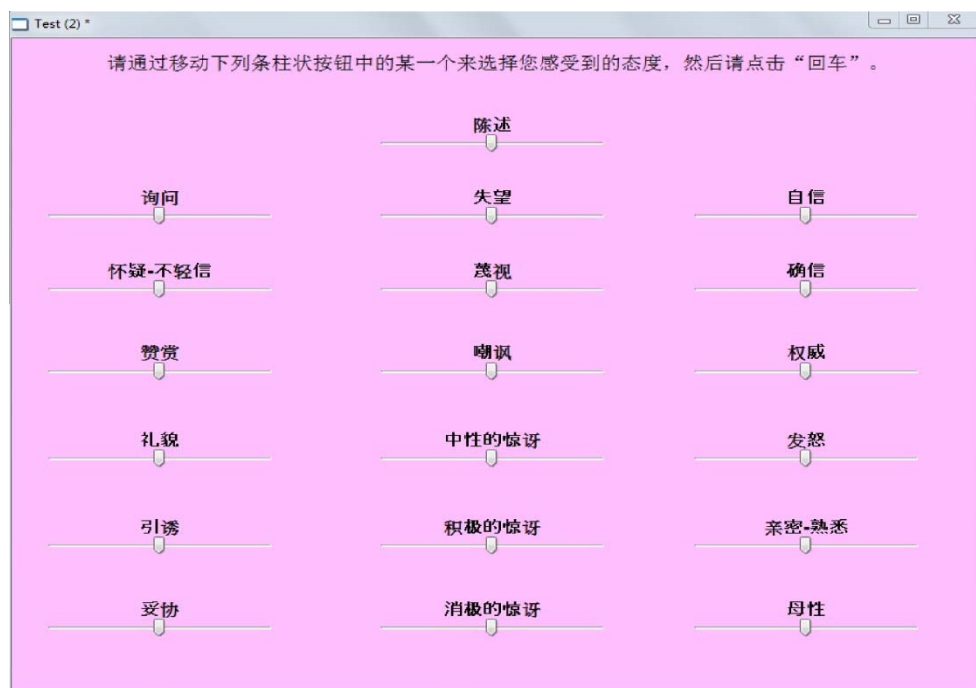 Test (2) *
请通过移动下列条柱状按钮中的某一个来选择您感受到的态度，然后请点击“回车”。
陈述
询问 失望 自信
怀疑-不轻信 蔑视 确信
赞赏 嘲讽 权威
礼貌 中性的惊讶 发怒
引诱 积极的惊讶 亲密-熟悉
妥协 消极的惊讶 母性